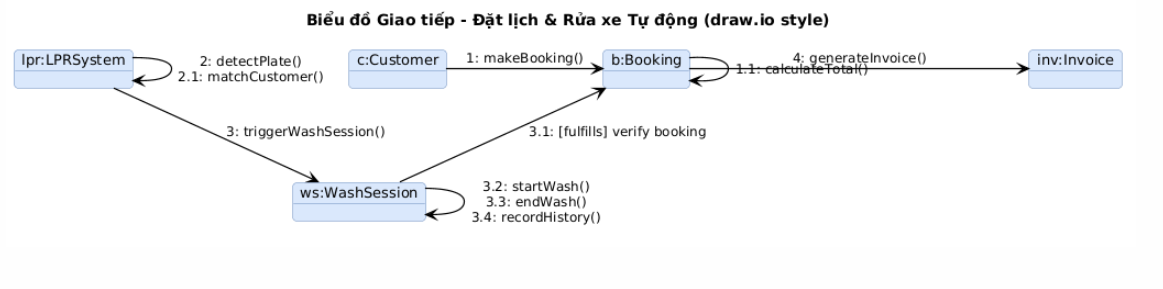 Biểu đồ Giao tiếp - Đặt lịch & Rửa xe Tự động (draw.io style)
lpr:LPRSystem
2: detectPlate()
2.1: matchCustomer()
c:Customer
1: makeBooking()
b:Booking
4: generateInvoice()
1.1: calculateTotal()
inv:Invoice
3: triggerWashSession()
3.1: [fulfills] verify booking
ws:WashSession
3.2: startWash()
3.3: endWash()
3.4: recordHistory()